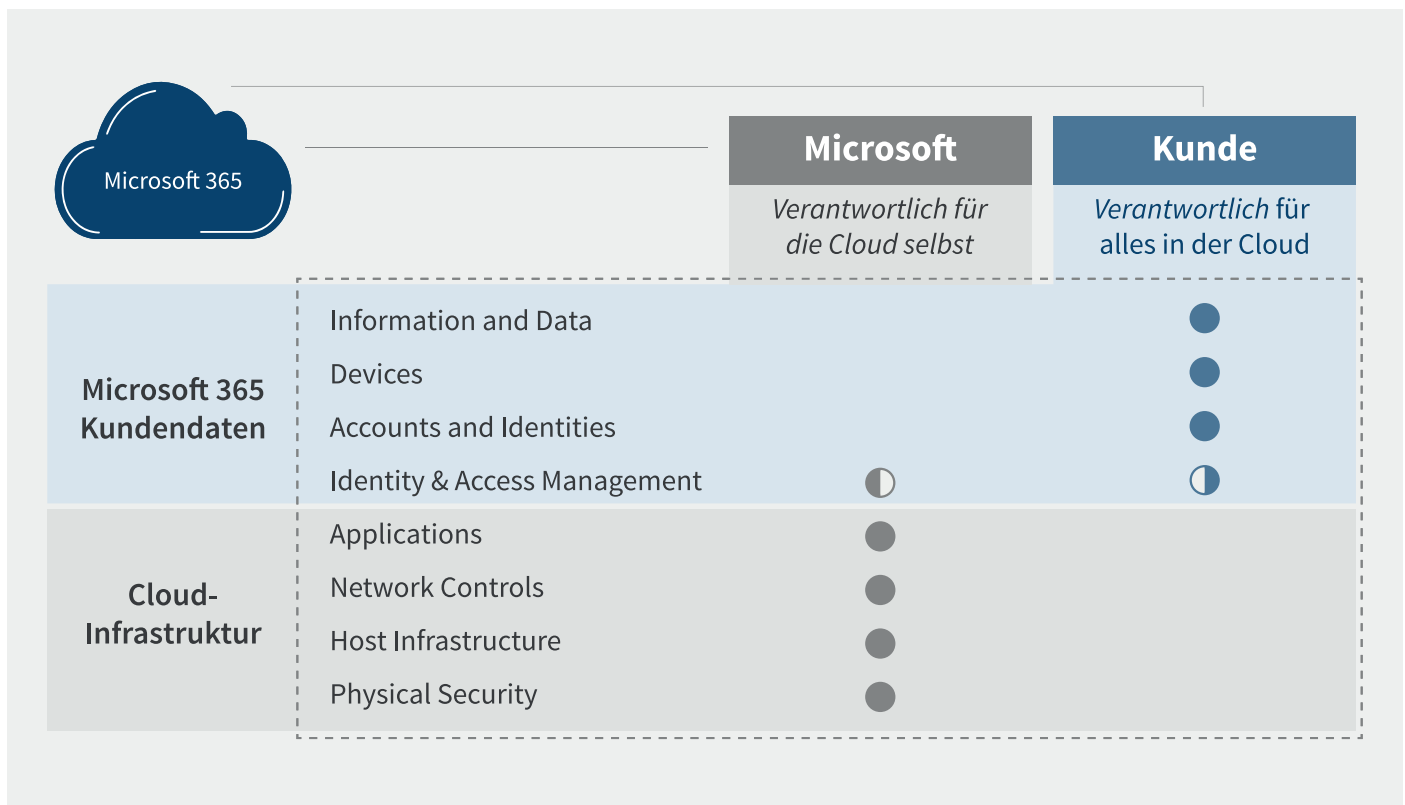 Microsoft 365
Microsoft
Kunde
Verantwortlich für
die Cloud selbst
Verantwortlich für
alles in der Cloud
Microsoft 365
Kundendaten
Information and Data
Devices
Accounts and Identities
Identity & Access Management
Cloud-
Infrastruktur
Applications
Network Controls
Host Infrastructure
Physical Security